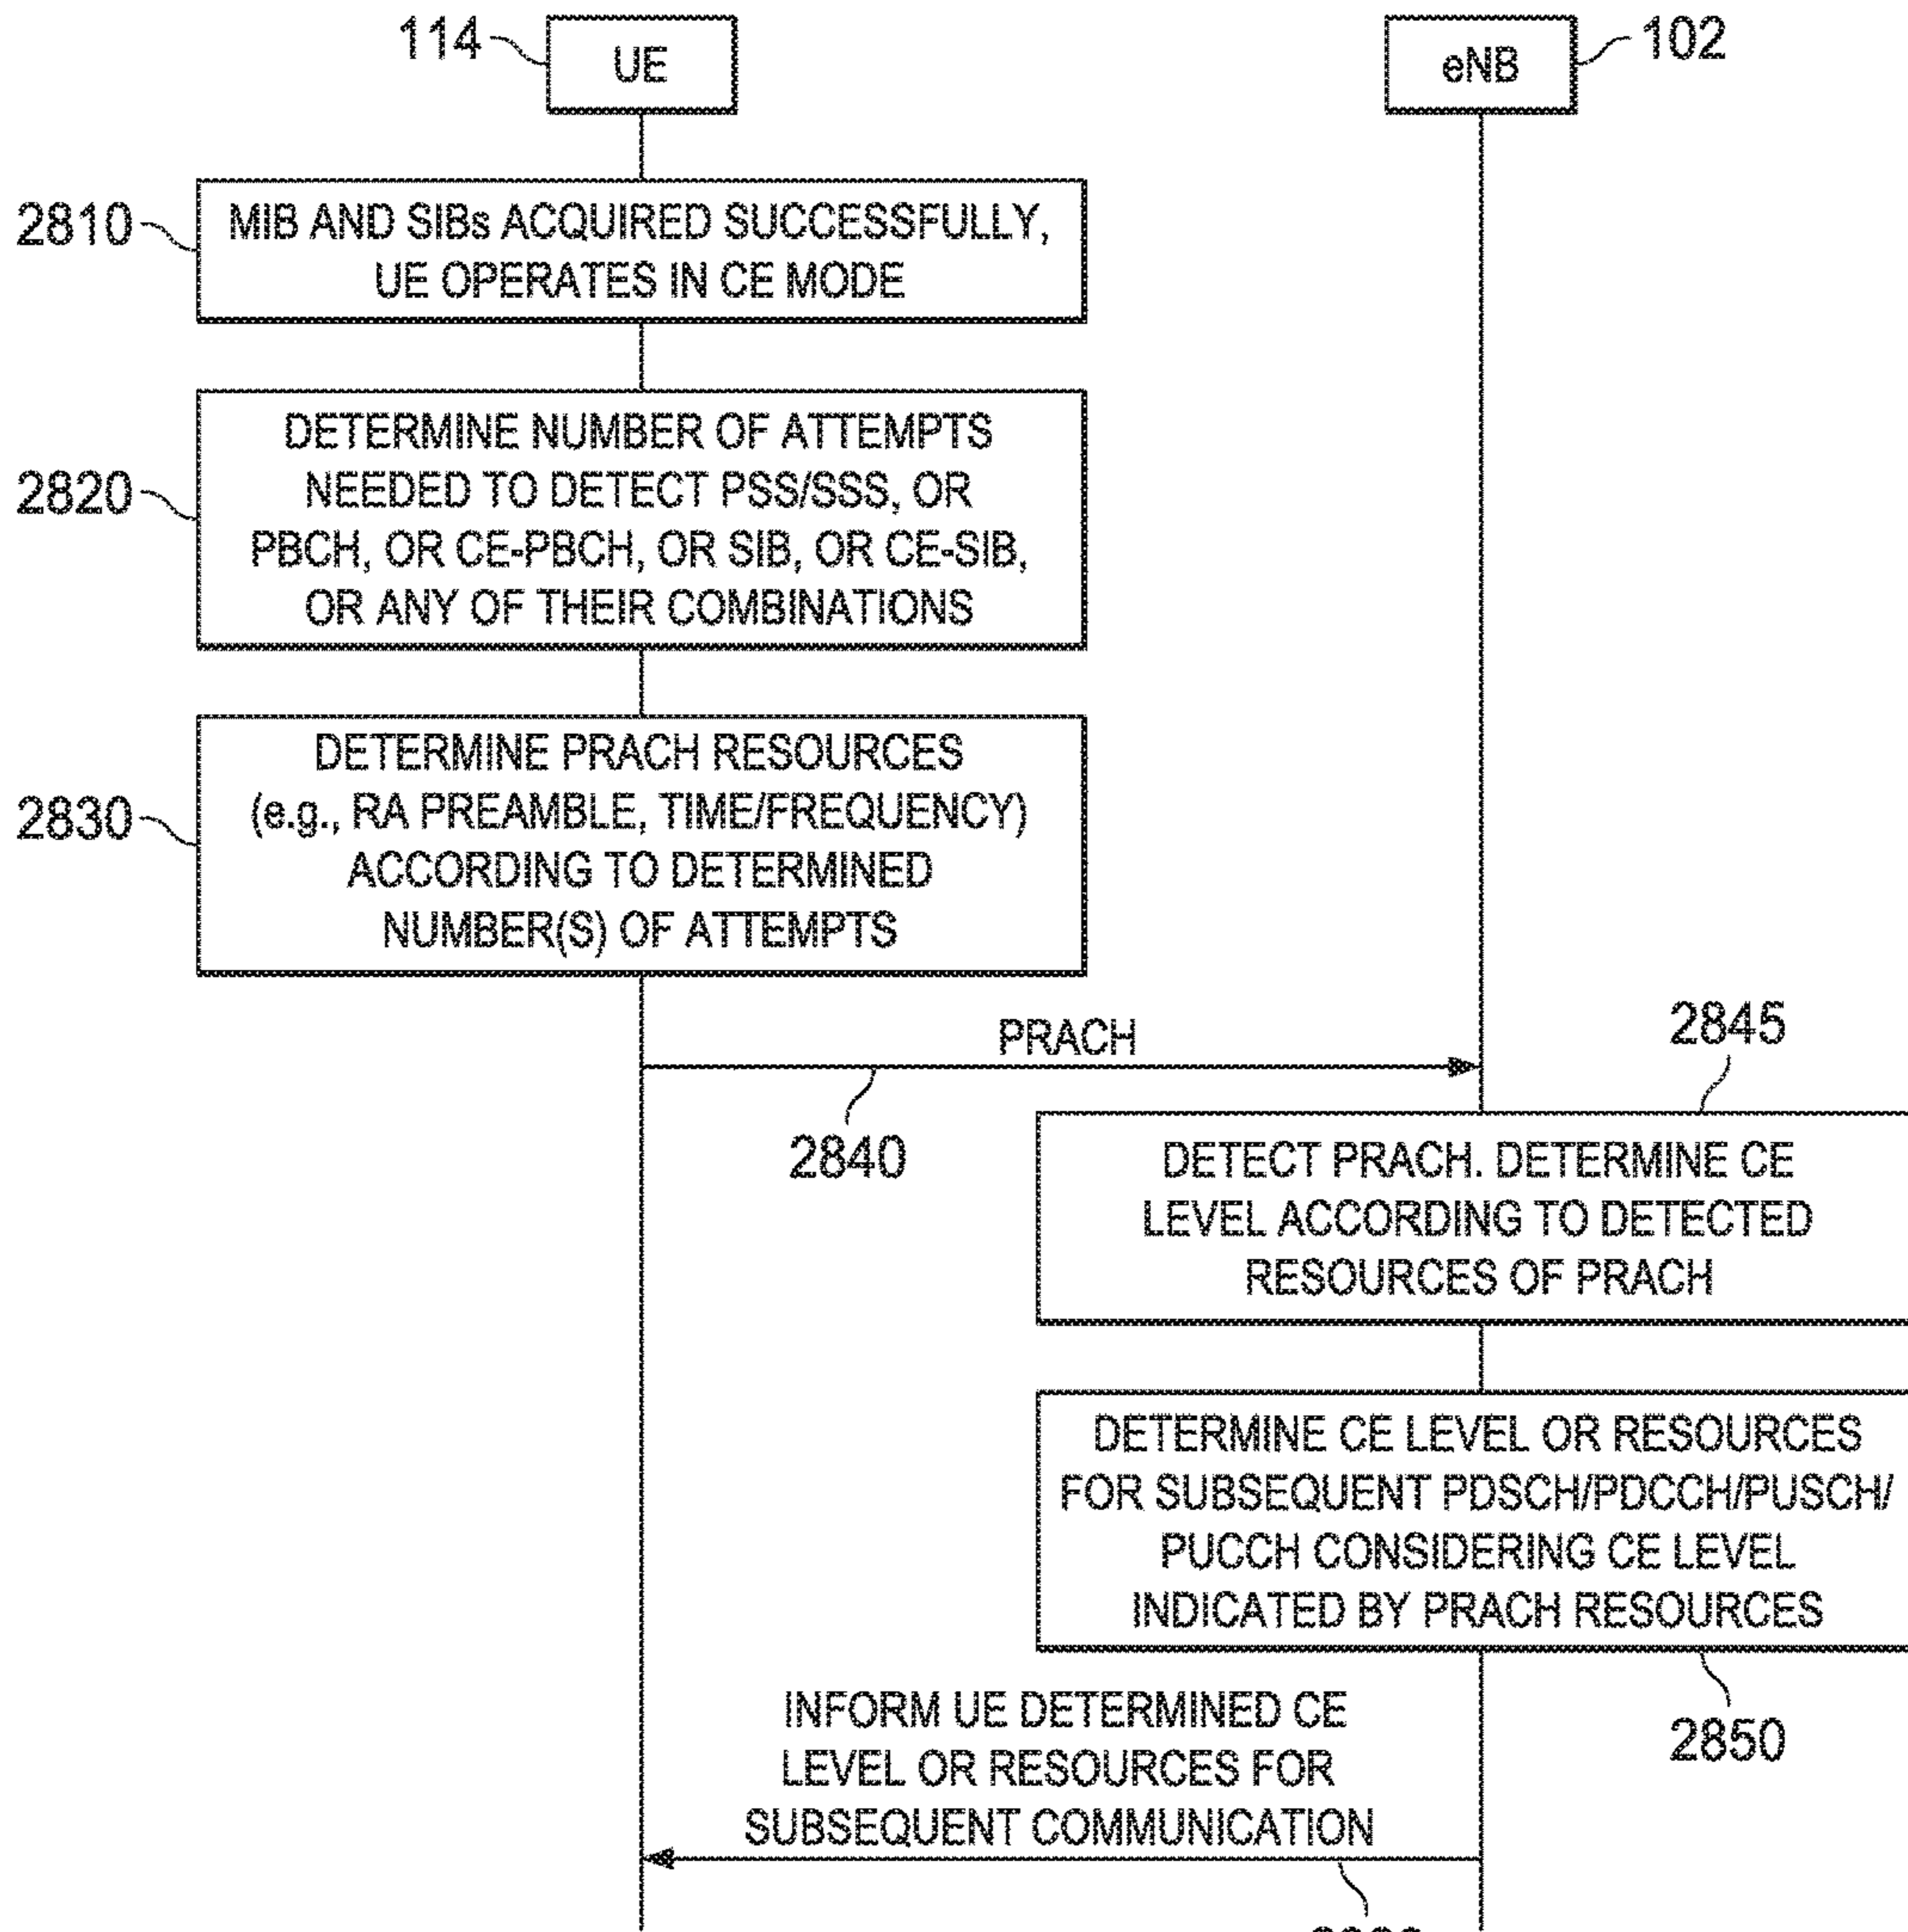 114
UE
eNB
102
2810
MIB AND SIBs ACQUIRED SUCCESSFULLY,
UE OPERATES IN CE MODE
2820
DETERMINE NUMBER OF ATTEMPTS
NEEDED TO DETECT PSS/SSS, OR
PBCH, OR CE-PBCH, OR SIB, OR CE-SIB,
OR ANY OF THEIR COMBINATIONS
2830
DETERMINE PRACH RESOURCES
(e.g., RA PREAMBLE, TIME/FREQUENCY)
ACCORDING TO DETERMINED
NUMBER(S) OF ATTEMPTS
PRACH
2840
2845
DETECT PRACH. DETERMINE CE
LEVEL ACCORDING TO DETECTED
RESOURCES OF PRACH
DETERMINE CE LEVEL OR RESOURCES
FOR SUBSEQUENT PDSCH/PDCCH/PUSCH/
PUCCH CONSIDERING CE LEVEL
INDICATED BY PRACH RESOURCES
2850
INFORM UE DETERMINED CE
LEVEL OR RESOURCES FOR
SUBSEQUENT COMMUNICATION